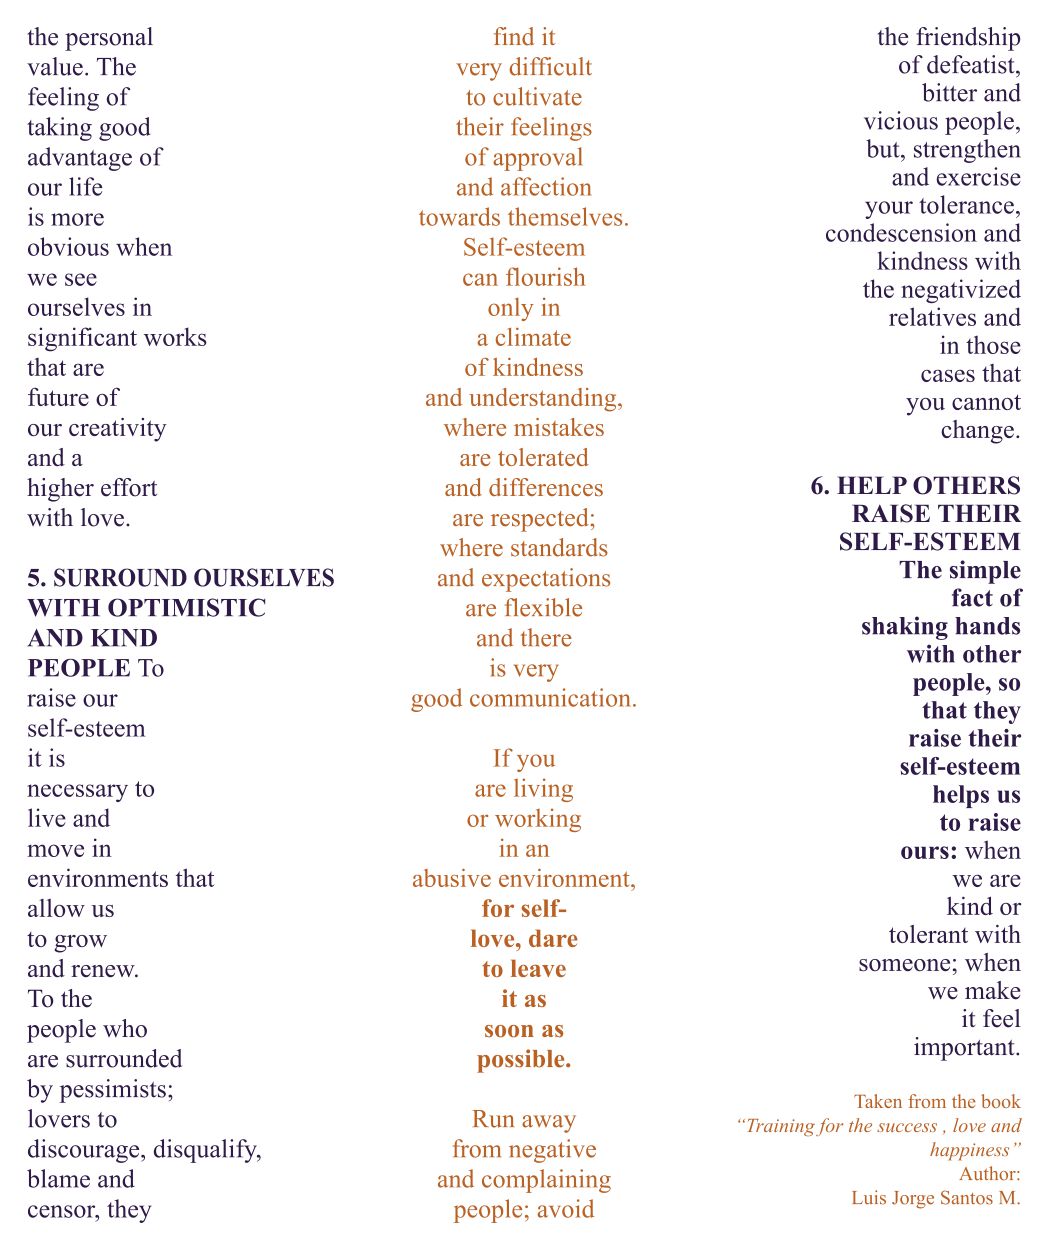 the personal
value. The
feeling of
taking good
advantage of
our life
is more
obvious when
we see
ourselves in
significant works
that are
future of
our creativity
and a
higher effort
with love.
5. SURROUND OURSELVES
WITH OPTIMISTIC
AND KIND
PEOPLE To
raise our
self-esteem
it is
necessary to
live and
move in
environments that
allow us
to grow
and renew.
To the
people who
are surrounded
by pessimists;
lovers to
discourage, disqualify,
blame and
censor, they
find it
very difficult
to cultivate
their feelings
of approval
and affection
towards themselves.
Self-esteem
can flourish
only in
a climate
of kindness
and understanding,
where mistakes
are tolerated
and differences
are respected;
where standards
and expectations
are flexible
and there
is very
good communication.
If you
are living
or working
in an
abusive environment,
for self-
love, dare
to leave
it as
soon as
possible.
Run away
from negative
and complaining
people; avoid
the friendship
of defeatist,
bitter and
vicious people,
but, strengthen
and exercise
your tolerance,
condescension and
kindness with
the negativized
relatives and
in those
cases that
you cannot
change.
6. HELP OTHERS
RAISE THEIR
SELF-ESTEEM
The simple
fact of
shaking hands
with other
people, so
that they
raise their
self-esteem
helps us
to raise
ours: when
we are
kind or
tolerant with
someone; when
we make
it feel
important.
Taken from the book
“Training for the success , love and
happiness”
Author:
Luis Jorge Santos M.